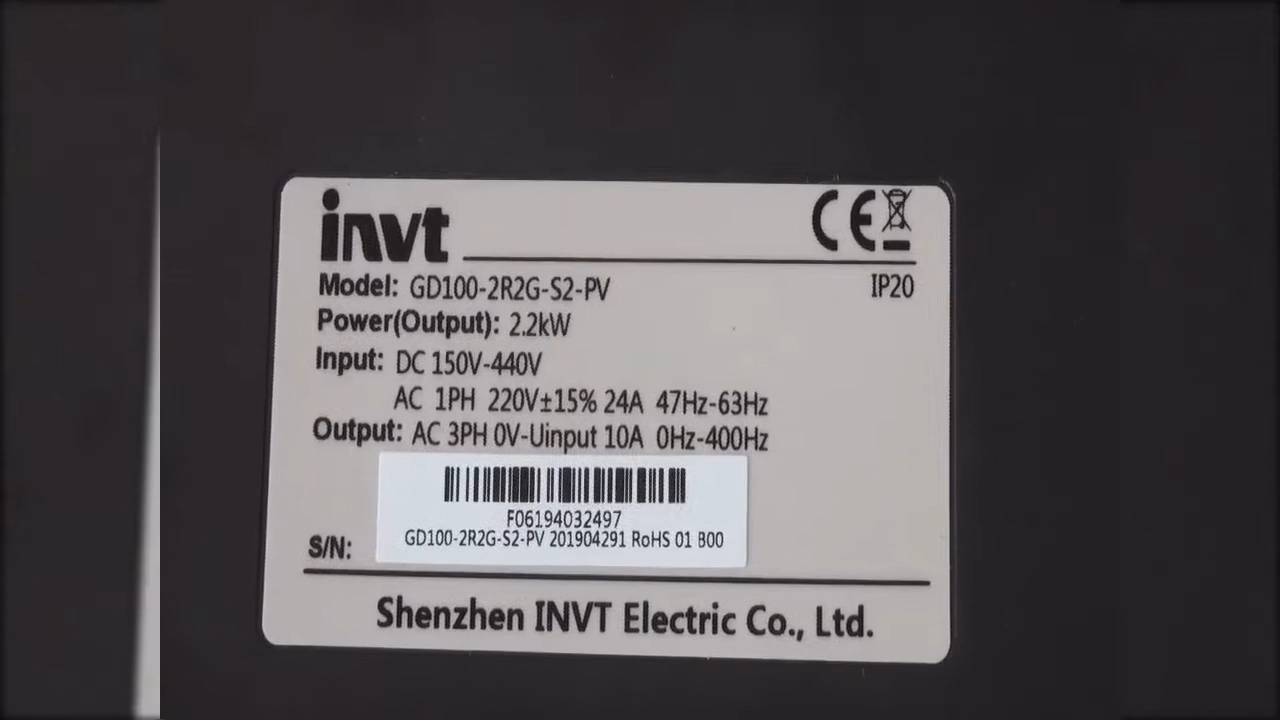 invt
CE
Model: GD100-2R2G-S2-PV IP20
Power(Output): 2.2kW
Input: DC 150V-440V
AC 1PH 220V±15% 24A 47Hz-63Hz
Output: AC 3PH 0V-Uinput 10A 0Hz-400Hz
F06194032497
GD100-2R2G-S2-PV 201904291 RoHS 01 B00
S/N:
Shenzhen INVT Electric Co., Ltd.